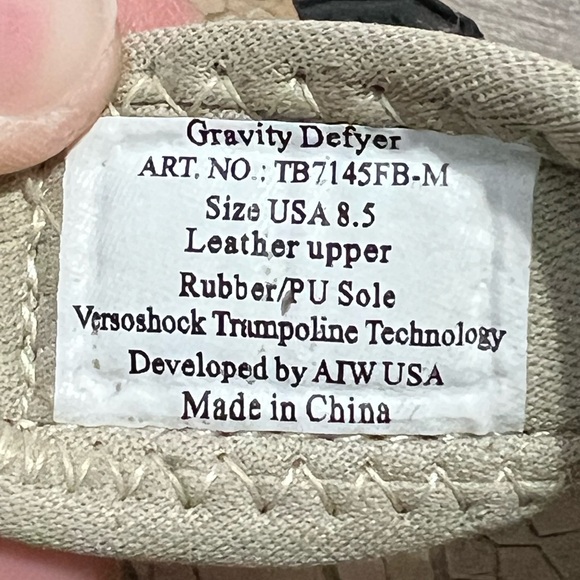 Gravity Defyer
ART. NO.: TB7145FB-M
Size USA 8.5
Leather upper
Rubber/PU Sole
Versoshock Trampoline Technology
Developed by AIW USA
Made in China